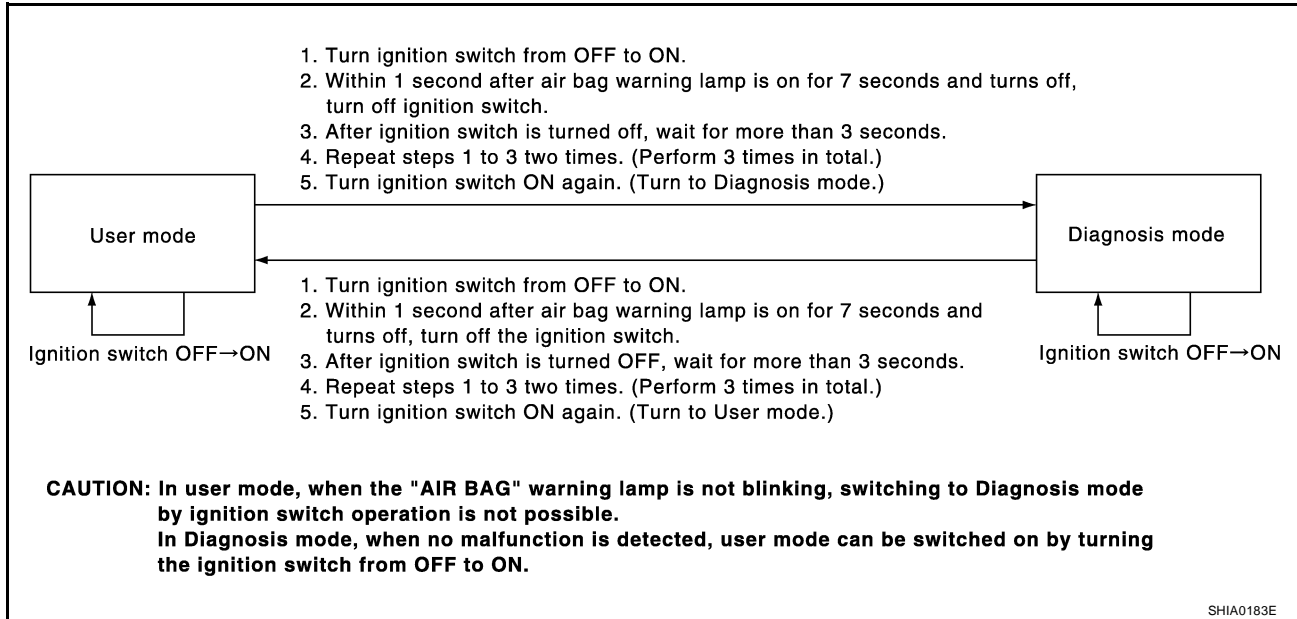 1. Turn ignition switch from OFF to ON.
2. Within 1 second after air bag warning lamp is on for 7 seconds and turns off,
turn off ignition switch.
3. After ignition switch is turned off, wait for more than 3 seconds.
4. Repeat steps 1 to 3 two times. (Perform 3 times in total.)
5. Turn ignition switch ON again. (Turn to Diagnosis mode.)
User mode
Diagnosis mode
1. Turn ignition switch from OFF to ON.
2. Within 1 second after air bag warning lamp is on for 7 seconds and
turns off, turn off the ignition switch.
3. After ignition switch is turned OFF, wait for more than 3 seconds.
4. Repeat steps 1 to 3 two times. (Perform 3 times in total.)
5. Turn ignition switch ON again. (Turn to User mode.)
Ignition switch OFF→ON
Ignition switch OFF→ON
CAUTION: In user mode, when the "AIR BAG" warning lamp is not blinking, switching to Diagnosis mode
by ignition switch operation is not possible.
In Diagnosis mode, when no malfunction is detected, user mode can be switched on by turning
the ignition switch from OFF to ON.
SHIA0183E